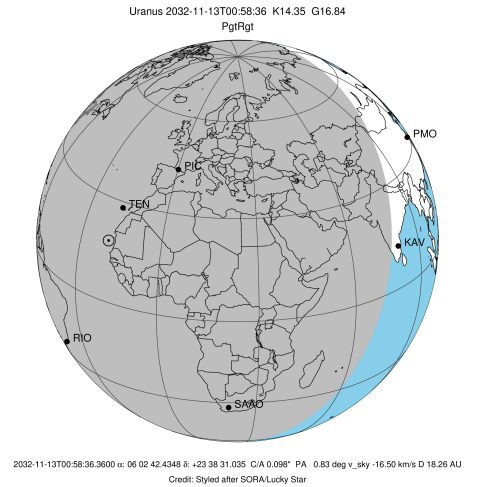 Uranus 2032-11-13T00:58:36 K14.35 G16.84
PgtRgt
PMO
PIC
TEN
KAV
RIO
SAAO
2032-11-13T00:58:36.3600 α: 06 02 42.4348 δ: +23 38 31.035 C/A 0.098" PA 0.83 deg v_sky -16.50 km/s D 18.26 AU
Credit: Styled after SORA/Lucky Star